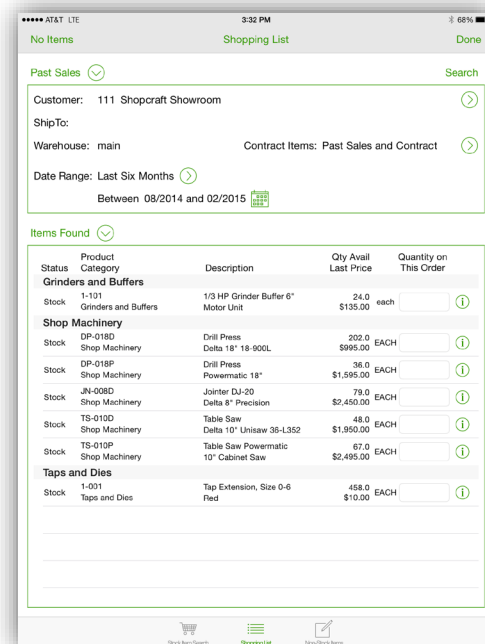 AT&T LTE 3:32 PM 68%
No Items Shopping List Done
Past Sales Search
Customer: 111 Shopcraft Showroom
ShipTo:
Warehouse: main Contract Items: Past Sales and Contract
Date Range: Last Six Months
Between 08/2014 and 02/2015
Items Found
Product Qty Avail Quantity on
Status Category Description Last Price This Order
Grinders and Buffers
Stock 1-101 1/3 HP Grinder Buffer 6" 24.0 each
Grinders and Buffers Motor Unit $135.00
Shop Machinery
Stock DP-018D Drill Press 202.0 EACH
Shop Machinery Delta 18" 18-900L $995.00
Stock DP-018P Drill Press 36.0 EACH
Shop Machinery Powermatic 18" $1,595.00
Stock JN-008D Jointer DJ-20 79.0 EACH
Shop Machinery Delta 8" Precision $2,450.00
Stock TS-010D Table Saw 48.0 EACH
Shop Machinery Delta 10" Unisaw 36-L352 $1,950.00
Stock TS-010P Table Saw Powermatic 67.0 EACH
Shop Machinery 10" Cabinet Saw $2,495.00
Taps and Dies
Stock 1-001 Tap Extension, Size 0-6 458.0 EACH
Taps and Dies Red $10.00
Stock Item Search Shopping List Non-Stock Items